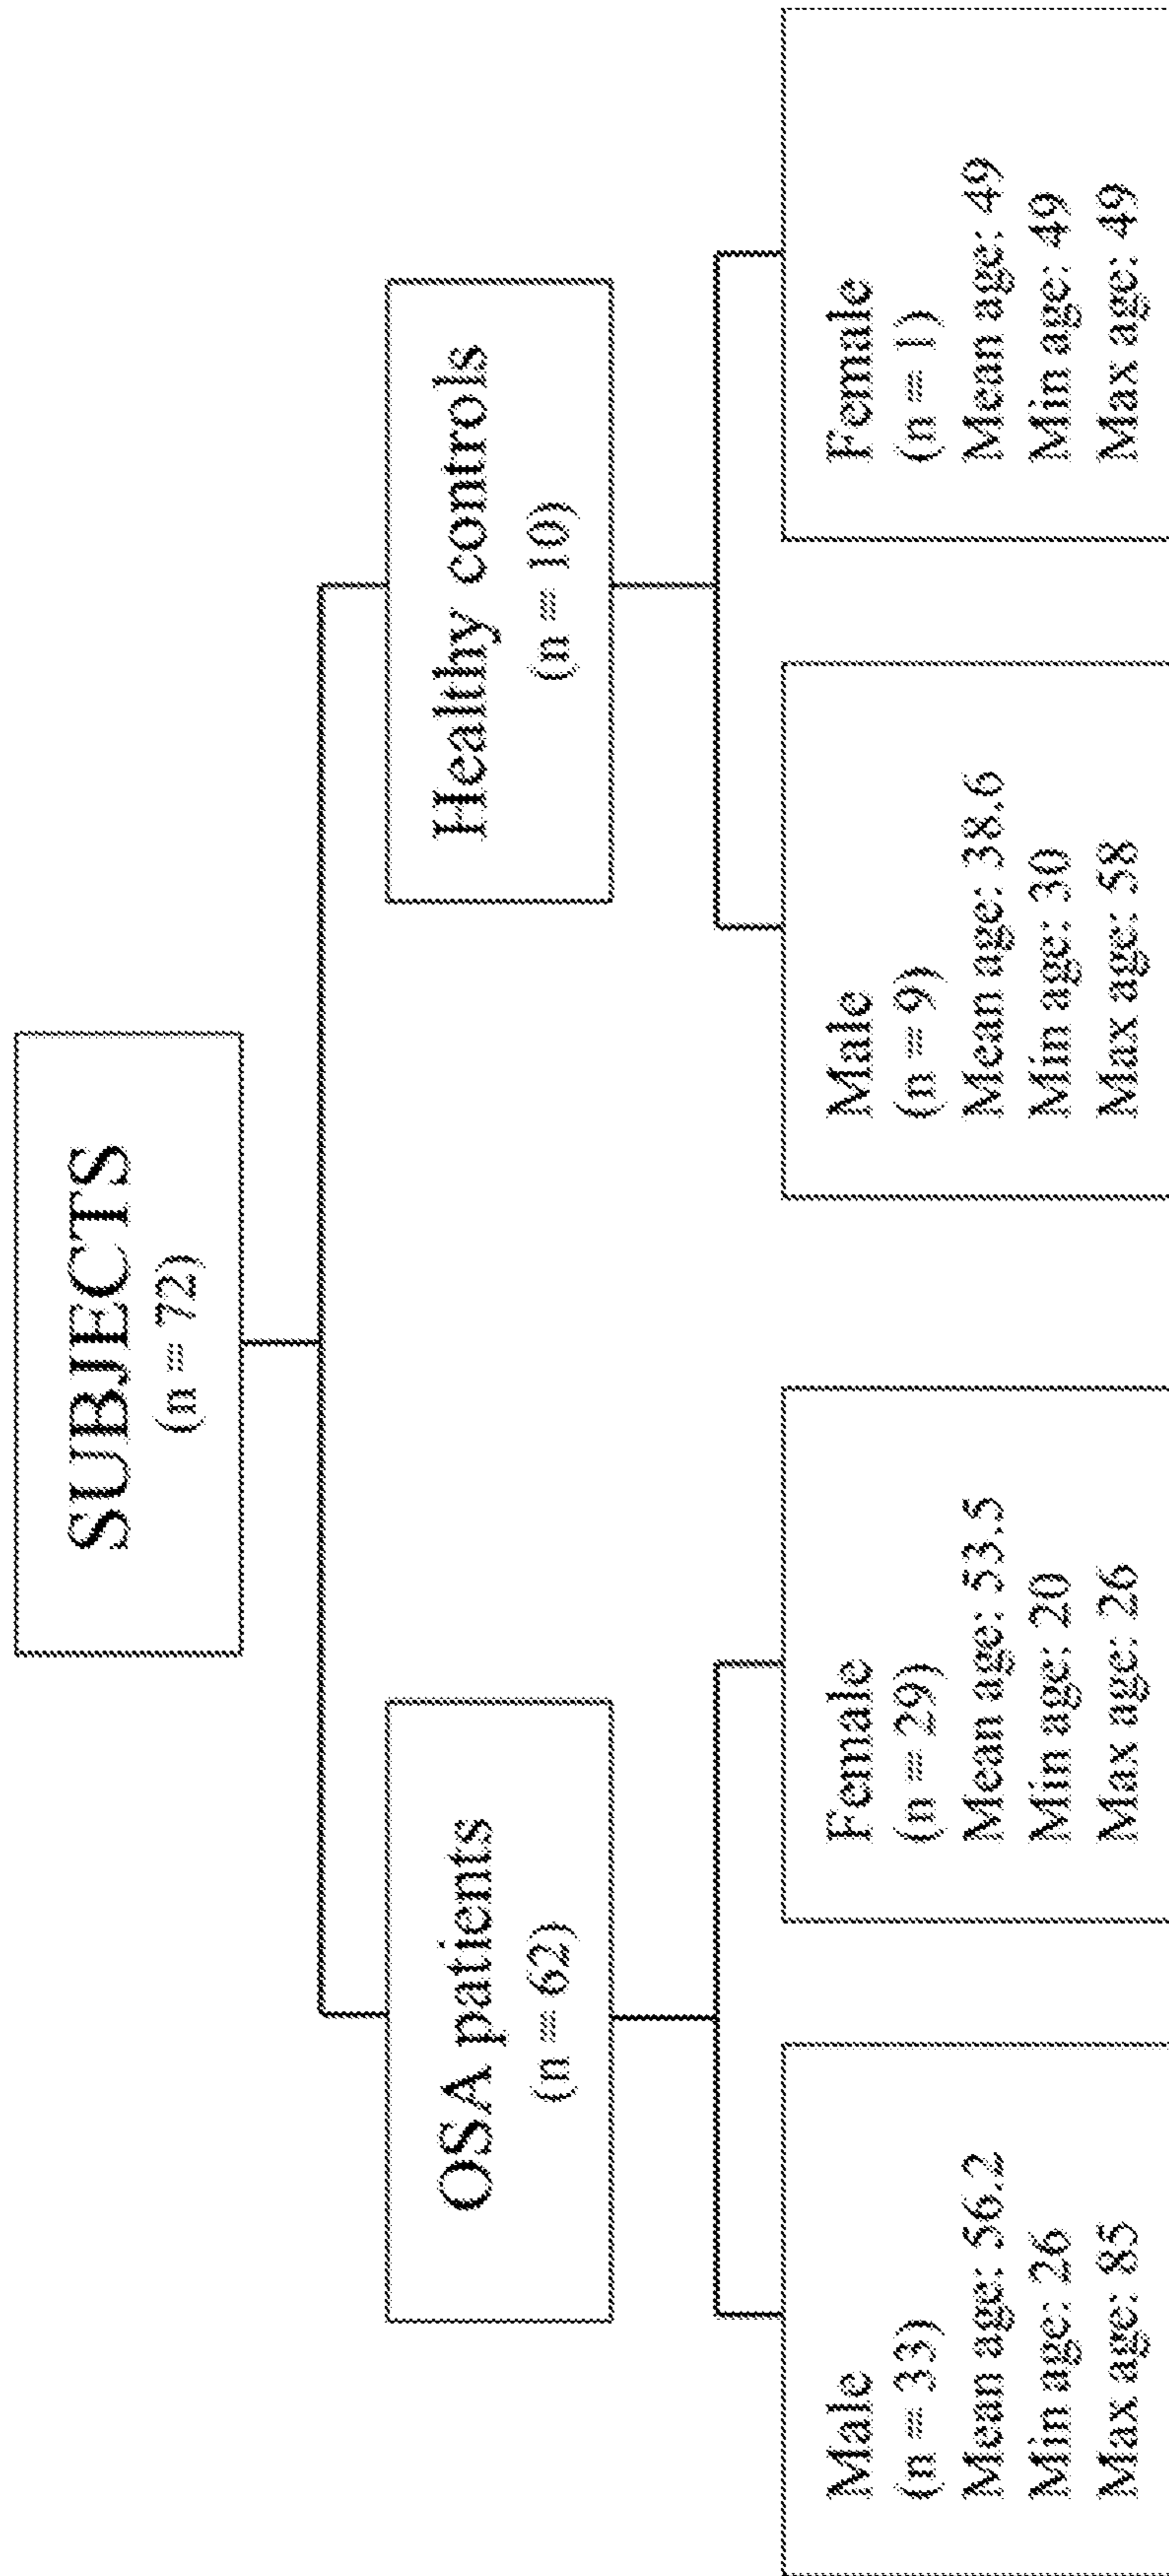 SUBJECTS
(n = 72)
OSA patients
(n = 62)
Healthy controls
(n = 10)
Male
(n = 33)
Mean age: 56.2
Min age: 26
Max age: 85
Female
(n = 29)
Mean age: 53.5
Min age: 20
Max age: 26
Male
(n = 9)
Mean age: 38.6
Min age: 30
Max age: 58
Female
(n = 1)
Mean age: 49
Min age: 49
Max age: 49